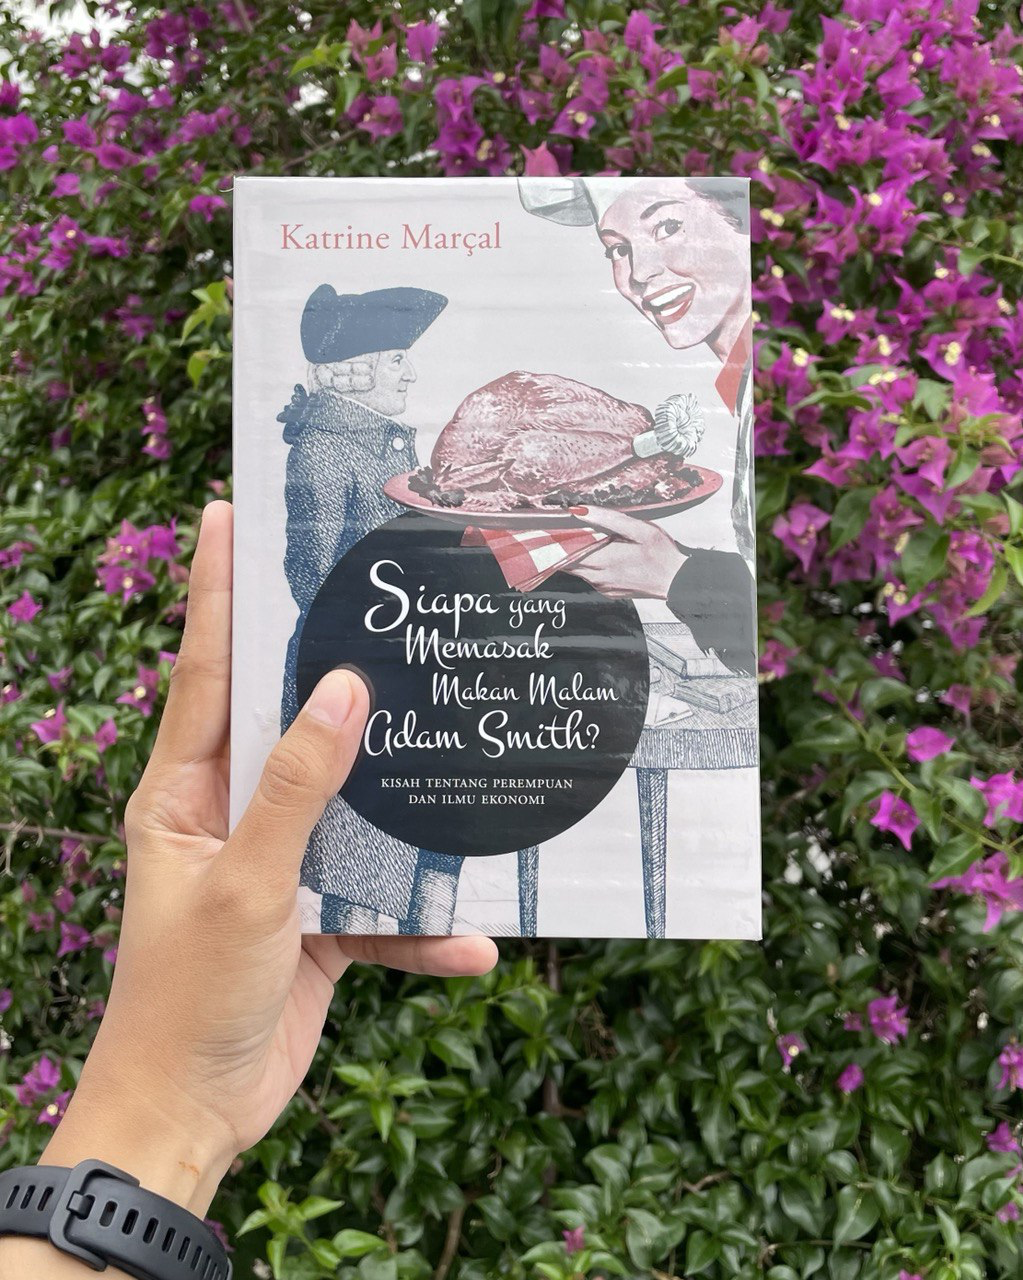 Katrine Marçal
Siapa yang
Memasak
Makan Malam
Adam Smith?
KISAH TENTANG PEREMPUAN
DAN ILMU EKONOMI